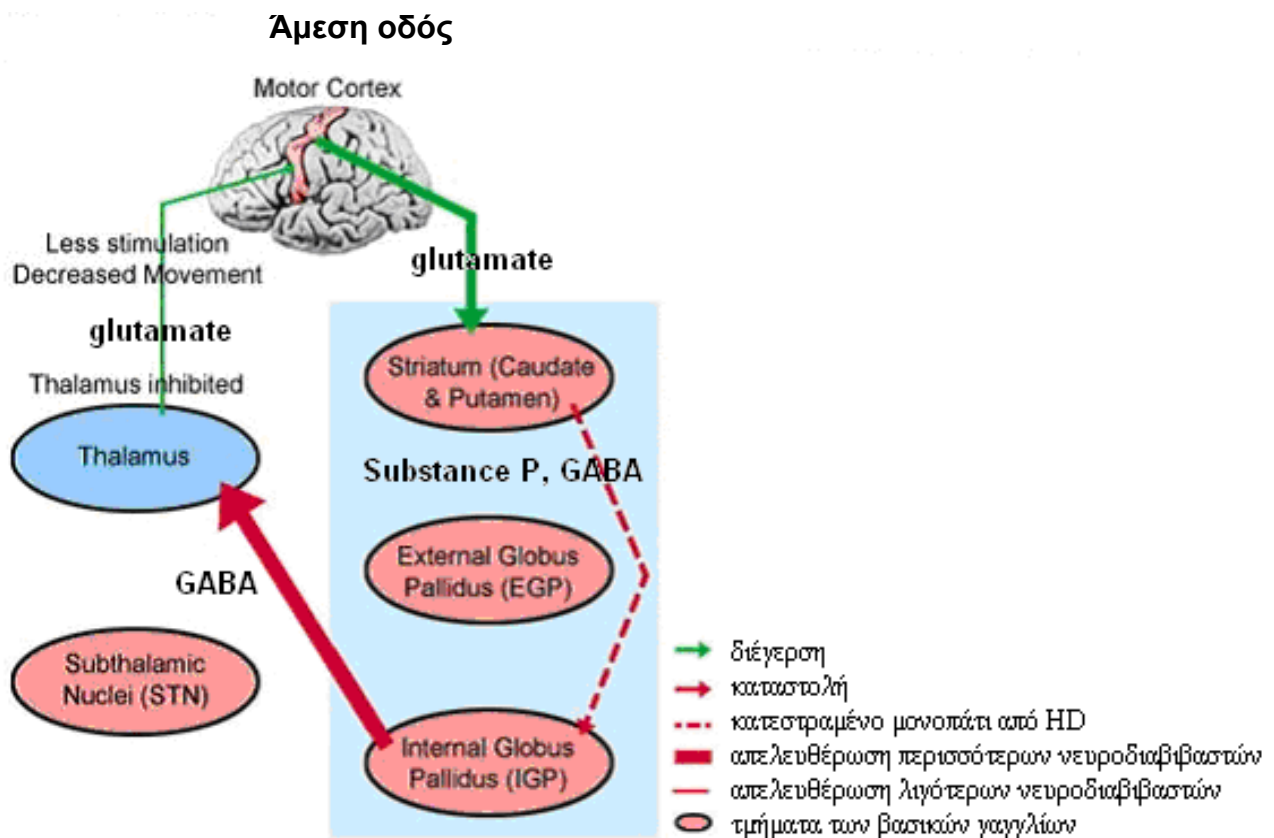 Άμεση οδός
Motor Cortex
Less stimulation
Decreased Movement
glutamate
glutamate
Thalamus inhibited
Striatum (Caudate
& Putamen)
Thalamus
Substance P, GABA
External Globus
Pallidus (EGP)
GABA
Subthalamic
Nuclei (STN)
Internal Globus
Pallidus (IGP)
διέγερση
καταστολή
κατεστραμένο μονοπάτι από HD
απελευθέρωση περισσότερων νευροδιαβιβαστών
απελευθέρωση λιγότερων νευροδιαβιβαστών
τμήματα των βασικών γαγγλίων